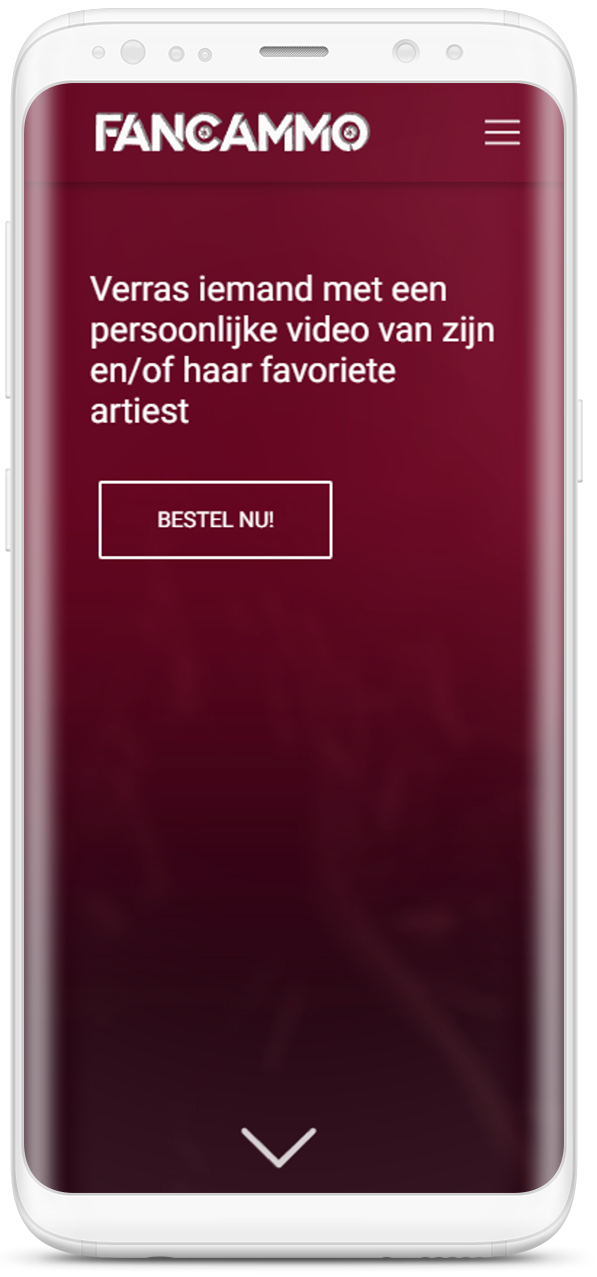 FANCAMMO
Verras iemand met een
persoonlijke video van zijn
en/of haar favoriete
artiest
BESTEL NU!